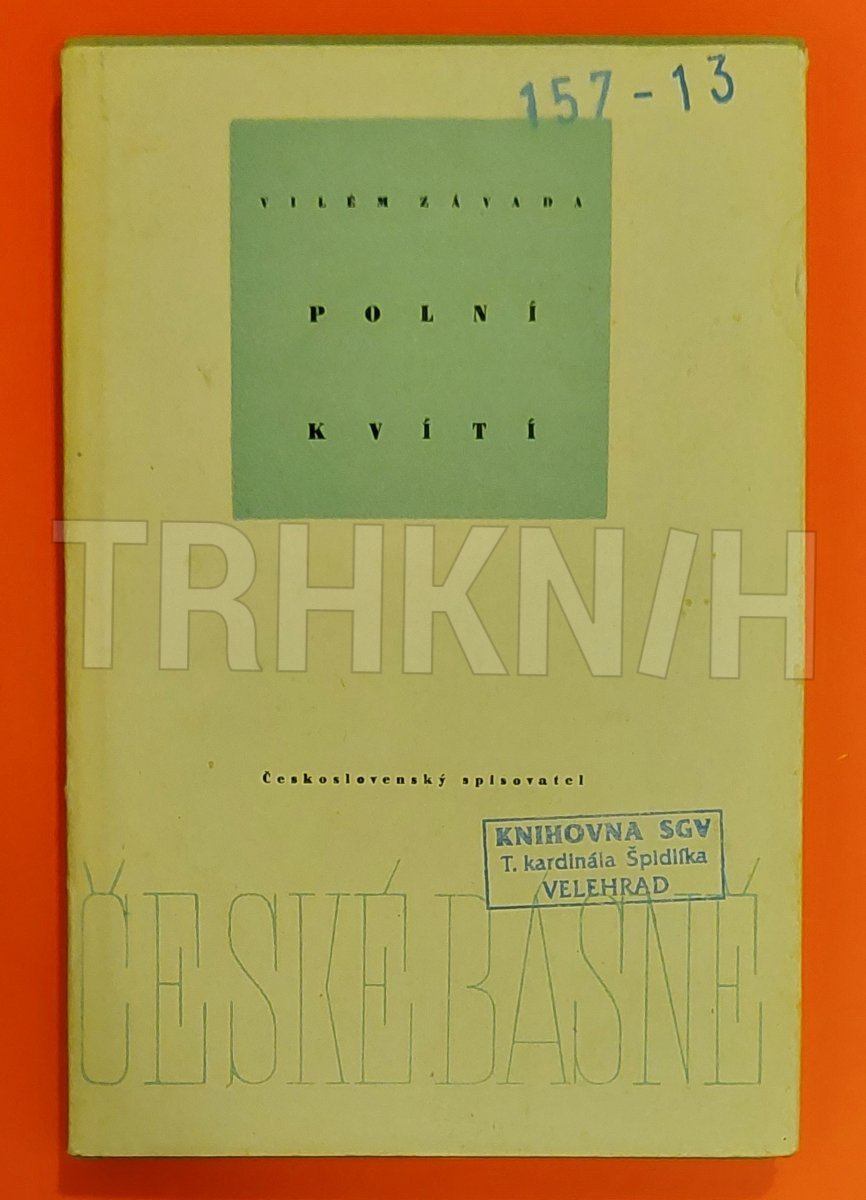 157-13
VILÉM ZÁVADA
POLNÍ
KVÍTÍ
TRHKNIH
Československý spisovatel
KNIHOVNA SGV
T. kardinála Špidlíka
VELEHRAD
ČESKÉ BÁSNĚ